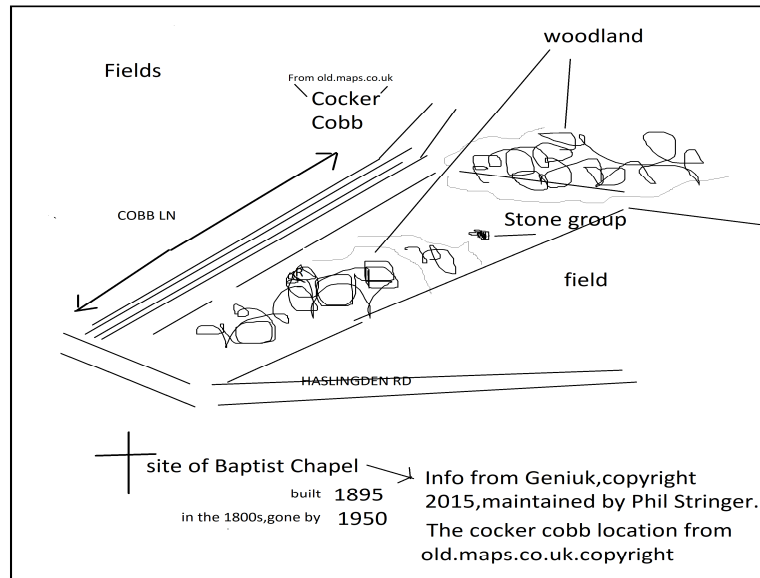 woodland
Fields
From old.maps.co.uk
Cocker
Cobb
COBB LN
Stone group
field
HASLINGDEN RD
site of Baptist Chapel
built 1895
in the 1800s,gone by 1950
Info from Geniuk,copyright
2015,maintained by Phil Stringer.
The cocker cobb location from
old.maps.co.uk.copyright